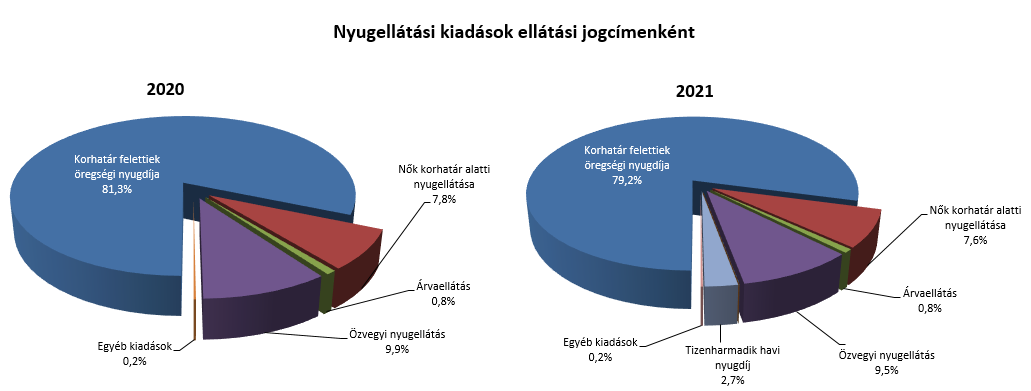 Nyugellátási kiadások ellátási jogcímenként
2020
Korhatár felettiek
öregségi nyugdíja
81,3%
Nők korhatár alatti
nyugellátása
7,8%
Árvaellátás
0,8%
Özvegyi nyugellátás
9,9%
Egyéb kiadások
0,2%
2021
Korhatár felettiek
öregségi nyugdíja
79,2%
Nők korhatár alatti
nyugellátása
7,6%
Árvaellátás
0,8%
Özvegyi nyugellátás
9,5%
Tizenharmadik havi
nyugdíj
2,7%
Egyéb kiadások
0,2%